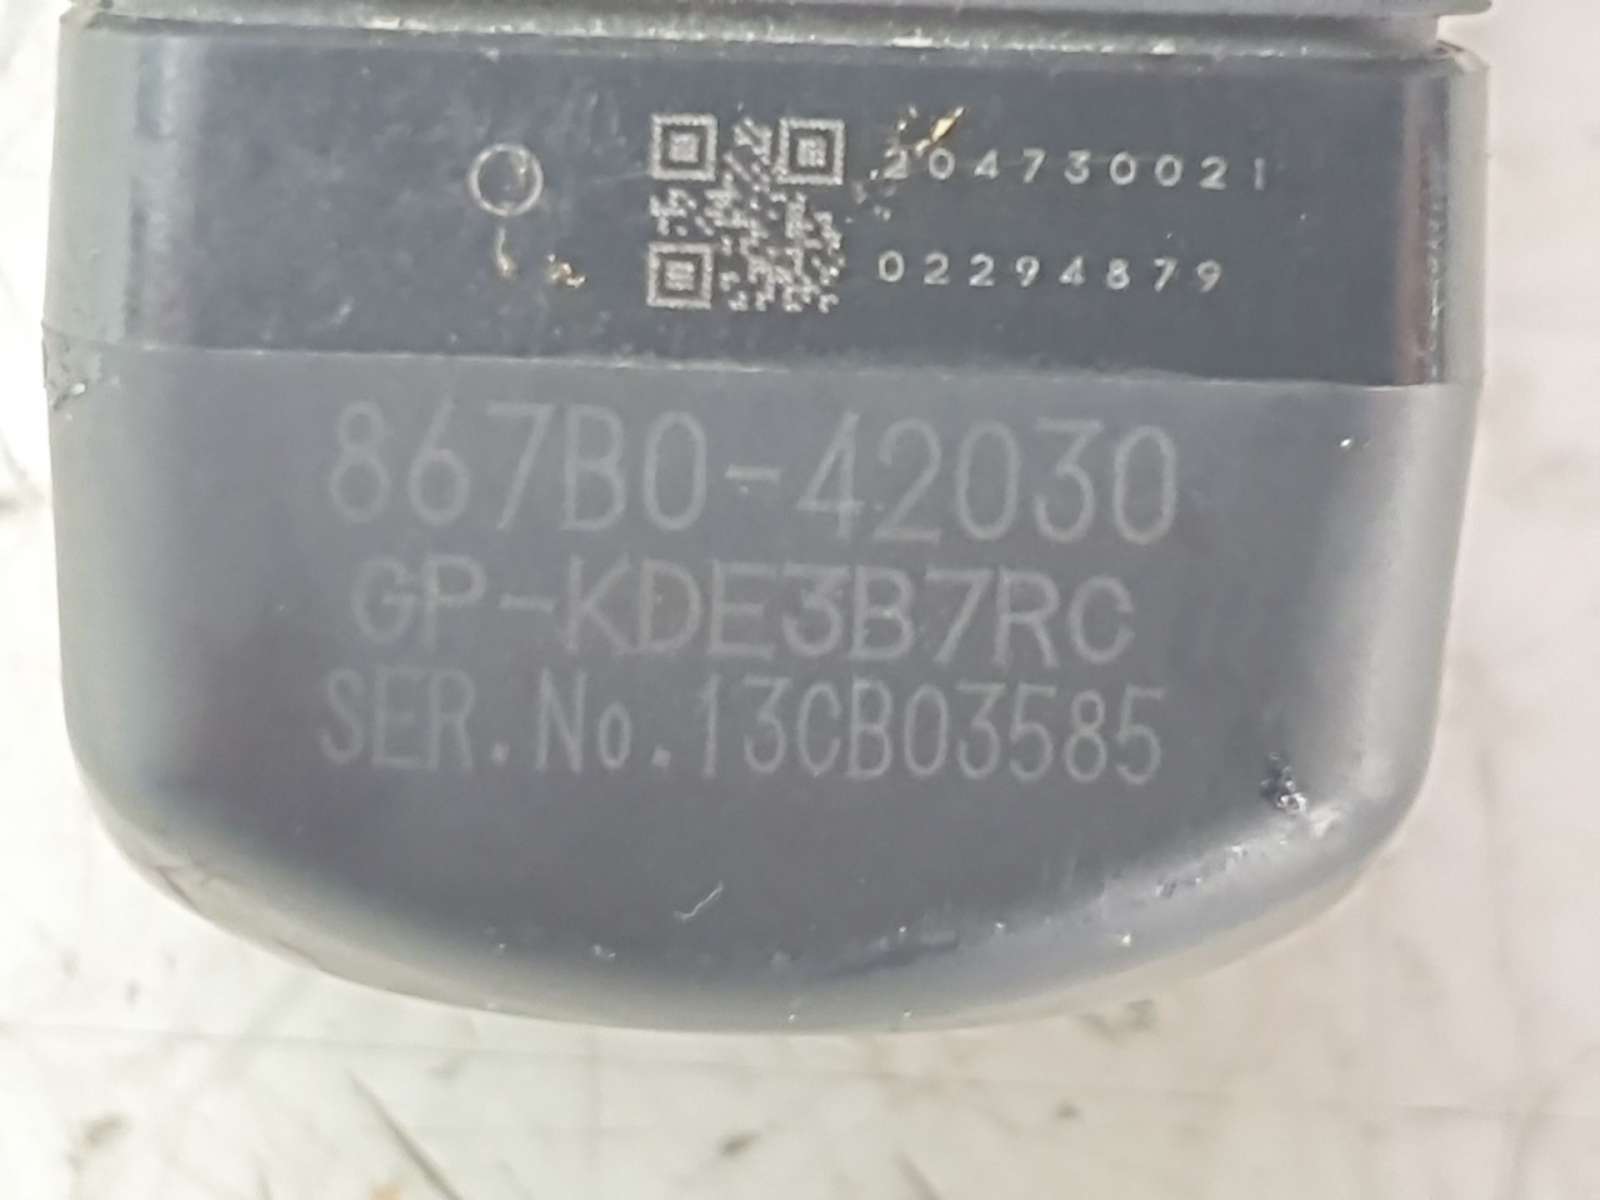 204730021
02294879
867B0-42030
GP-KDE3B7RC
SER.No.13CB03585